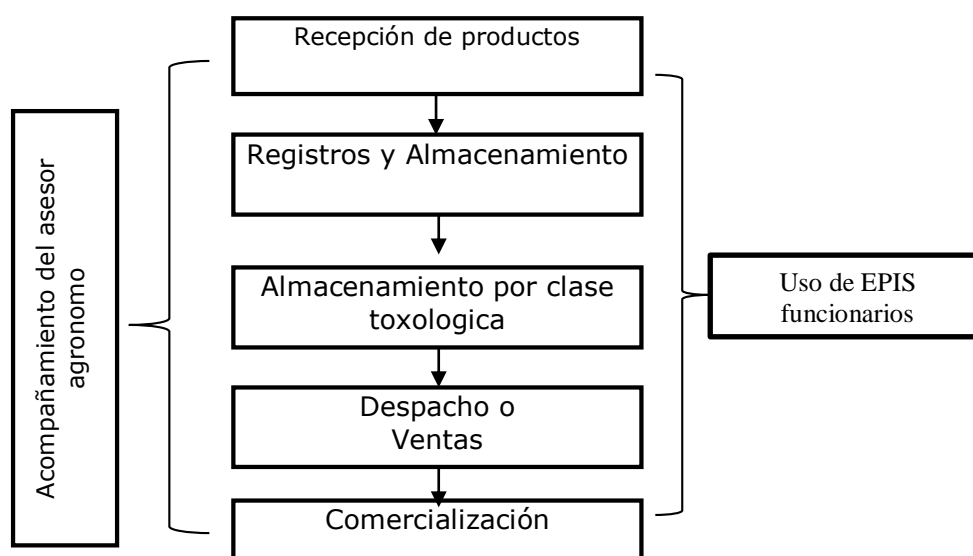 Recepción de productos
Registros y Almacenamiento
Almacenamiento por clase
toxologica
Despacho o
Ventas
Comercialización
Acompañamiento del asesor
agronomo
Uso de EPIS
funcionarios